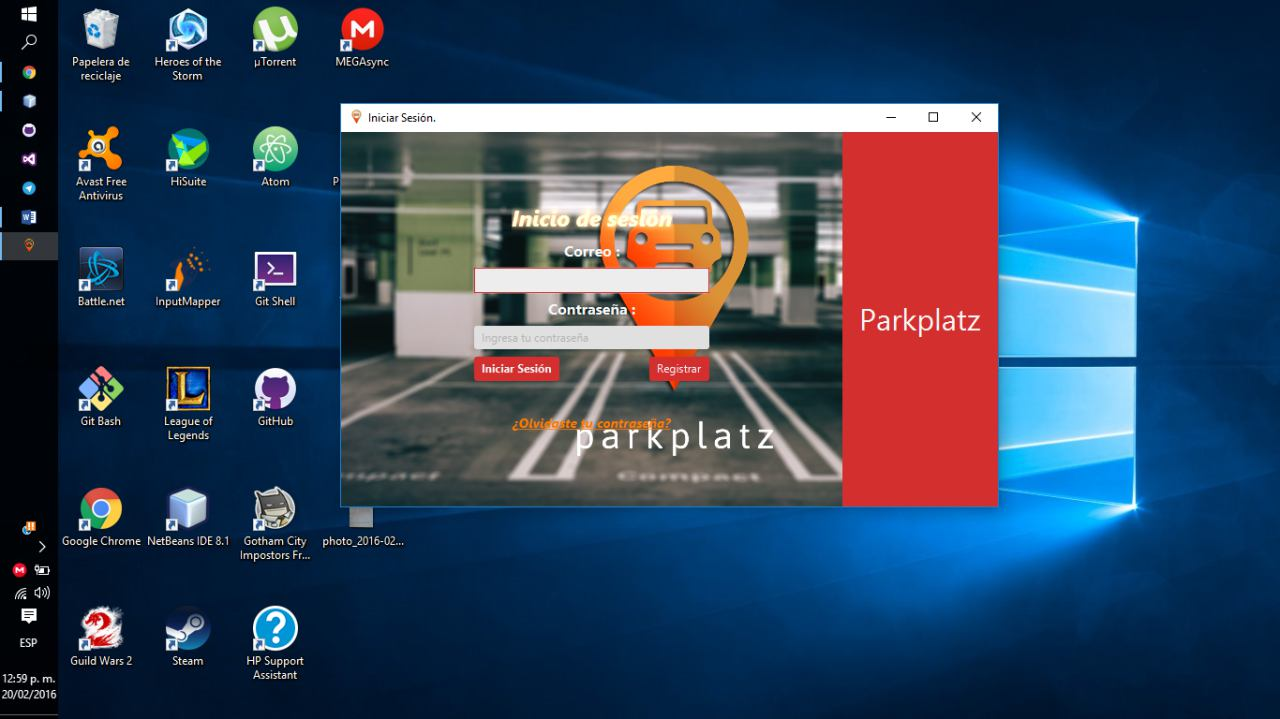 Papelera de
reciclaje
Heroes of the
Storm
µTorrent
MEGAsync
Avast Free
Antivirus
HiSuite
Atom
P
Battle.net
InputMapper
Git Shell
Git Bash
League of
Legends
GitHub
Google Chrome
NetBeans IDE 8.1
Gotham City
Impostors Fr...
photo_2016-02...
Guild Wars 2
Steam
HP Support
Assistant
Iniciar Sesión.
Inicio de sesión
Correo :
Contraseña :
Ingresa tu contraseña
Iniciar Sesión
Registrar
¿Olvidaste tu contraseña?
parkplatz
Compact
Parkplatz
ESP
12:59 p. m.
20/02/2016